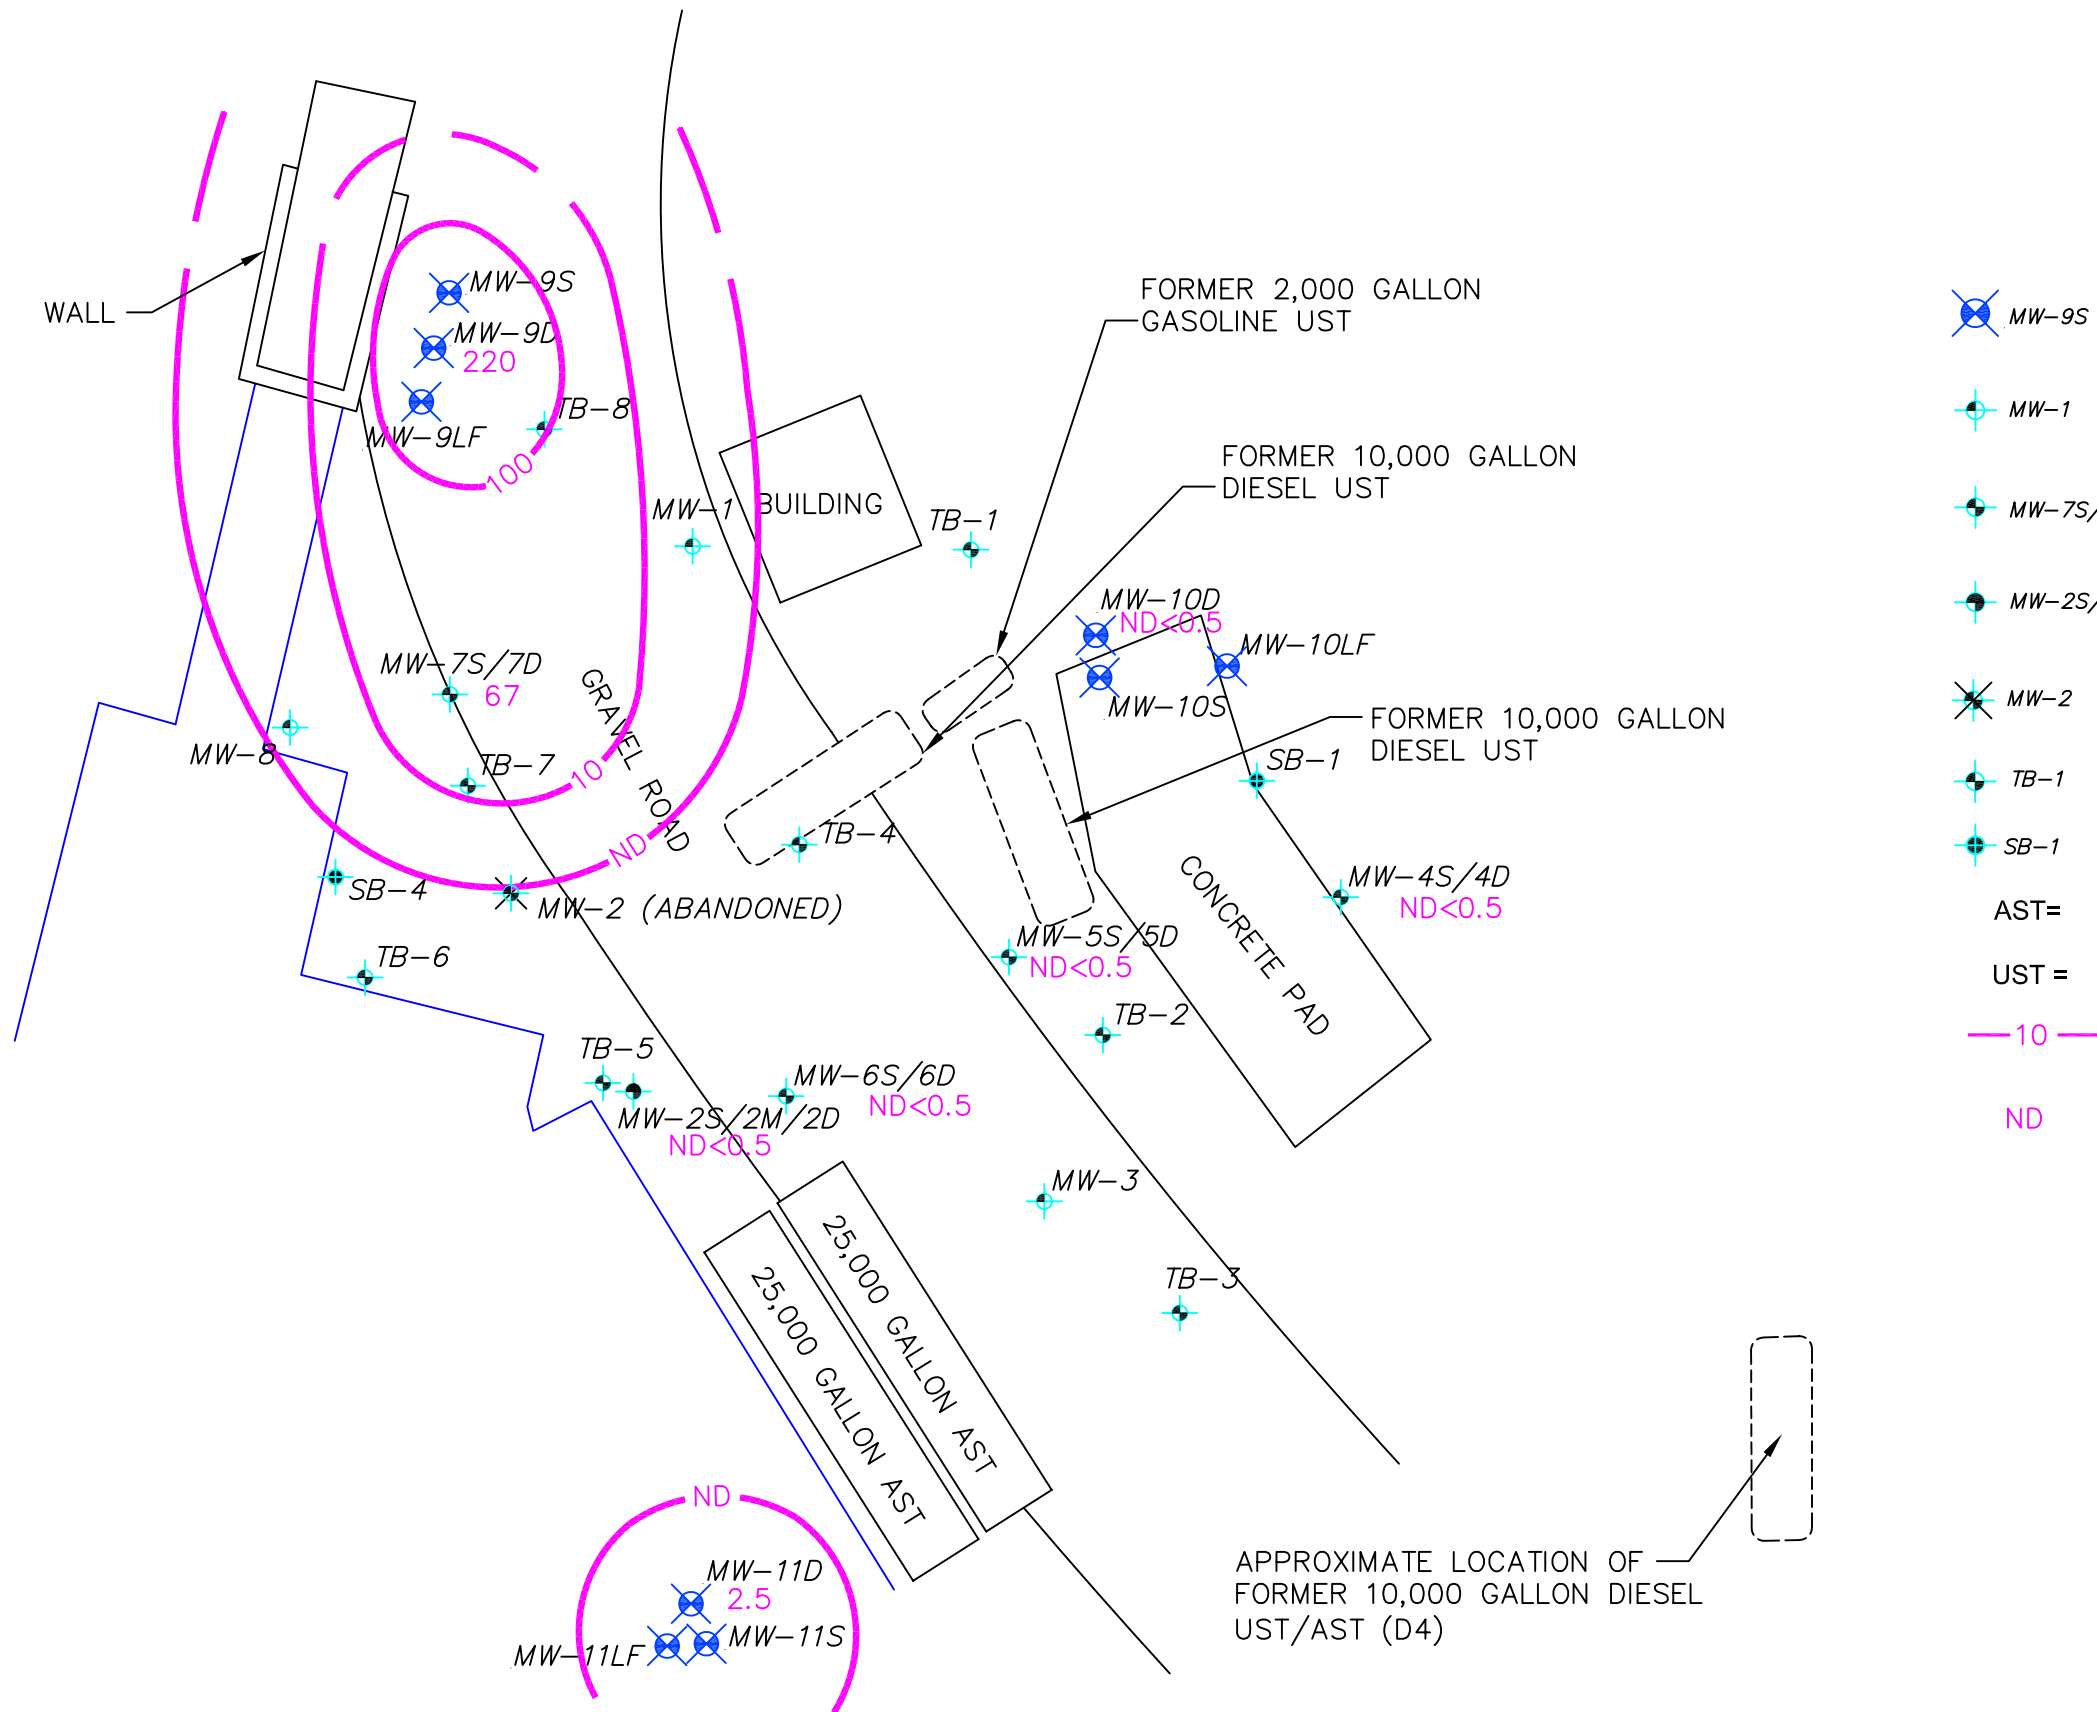 WALL
MW-9S
MW-9D
220
MW-9LF
TB-8
100
MW-1
BUILDING
TB-1
FORMER 2,000 GALLON
GASOLINE UST
FORMER 10,000 GALLON
DIESEL UST
MW-10D
ND<0.5
MW-10LF
MW-10S
FORMER 10,000 GALLON
DIESEL UST
MW-7S/7D
67
GRAVEL ROAD
MW-8
TB-7
10
ND
SB-1
TB-4
SB-4
MW-2 (ABANDONED)
CONCRETE PAD
MW-4S/4D
ND<0.5
MW-5S/5D
ND<0.5
TB-6
TB-2
TB-5
MW-6S/6D
ND<0.5
MW-2S/2M/2D
ND<0.5
MW-3
TB-3
25,000 GALLON AST
25,000 GALLON AST
ND
MW-11D
2.5
MW-11LF
MW-11S
APPROXIMATE LOCATION OF
FORMER 10,000 GALLON DIESEL
UST/AST (D4)
MW-9S
MW-1
MW-7S/
MW-2S/
MW-2
TB-1
SB-1
AST=
UST =
10
ND